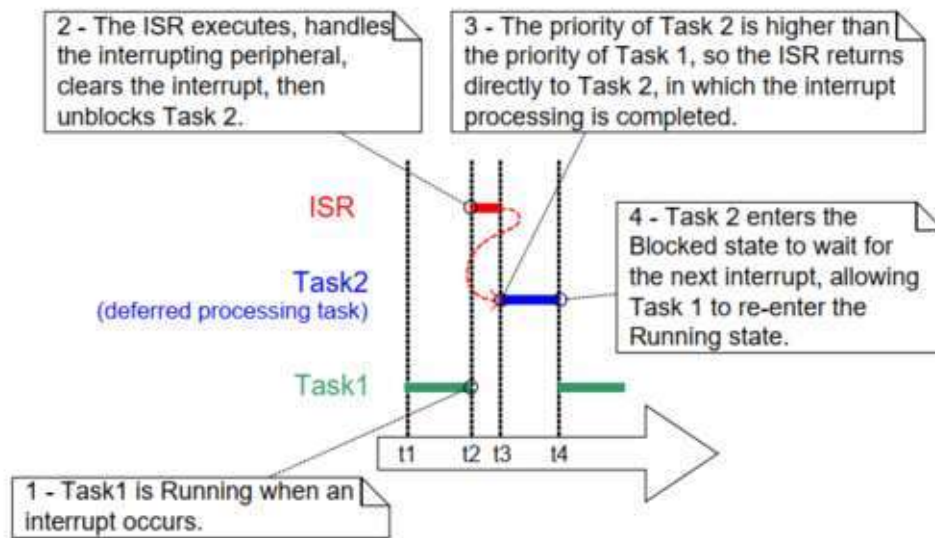 2 - The ISR executes, handles
the interrupting peripheral,
clears the interrupt, then
unblocks Task 2.
3 - The priority of Task 2 is higher than
the priority of Task 1, so the ISR returns
directly to Task 2, in which the interrupt
processing is completed.
ISR
4 - Task 2 enters the
Blocked state to wait for
the next interrupt, allowing
Task 1 to re-enter the
Running state.
Task2
(deferred processing task)
Task1
t1 t2 t3 t4
1 - Task1 is Running when an
interrupt occurs.